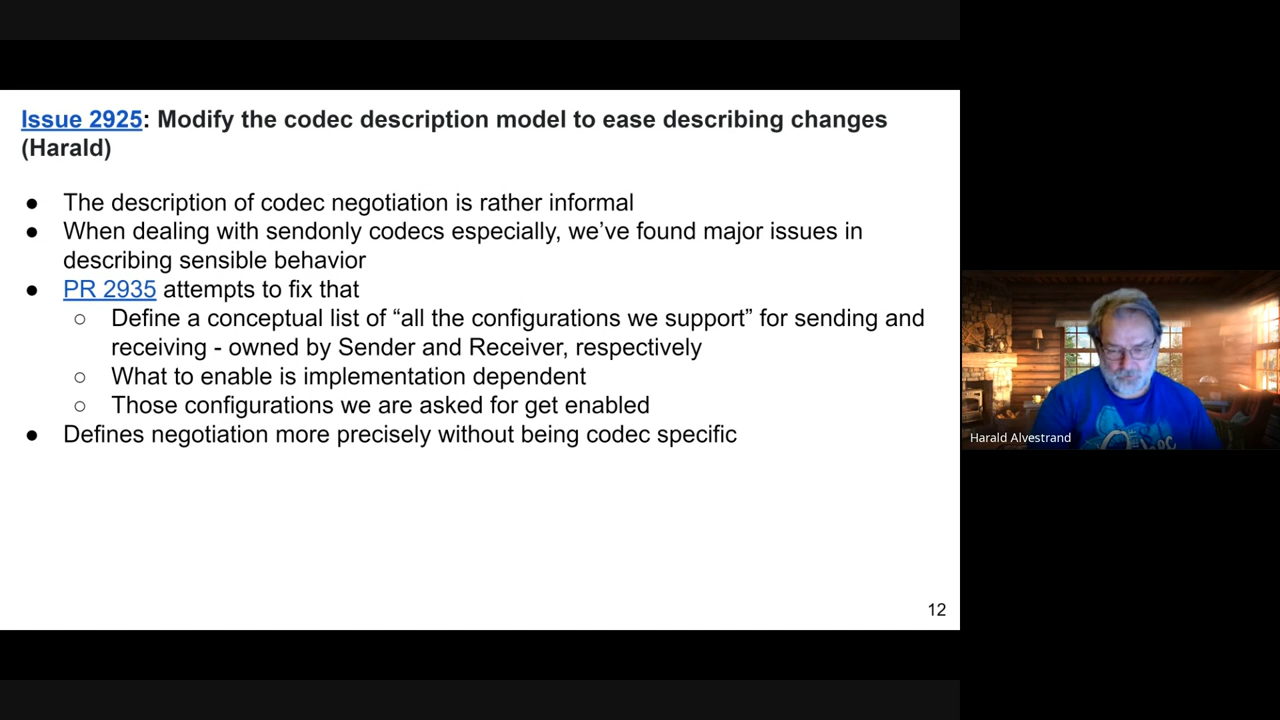 Issue 2925: Modify the codec description model to ease describing changes
(Harald)
● The description of codec negotiation is rather informal
● When dealing with sendonly codecs especially, we’ve found major issues in
describing sensible behavior
● PR 2935 attempts to fix that
○ Define a conceptual list of “all the configurations we support” for sending and
receiving - owned by Sender and Receiver, respectively
○ What to enable is implementation dependent
○ Those configurations we are asked for get enabled
● Defines negotiation more precisely without being codec specific
12
Harald Alvestrand